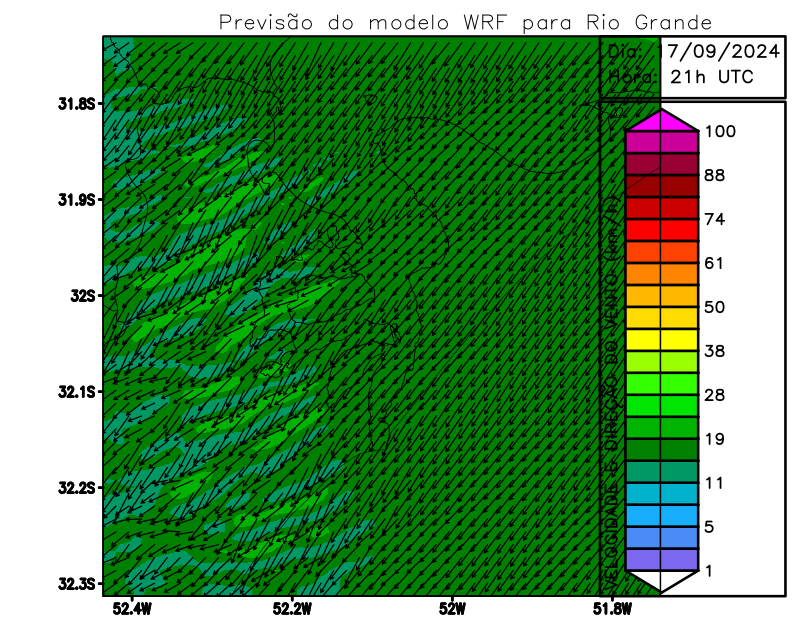 Previsão do modelo WRF para Rio Grande
Dia: 17/09/2024
Hora: 21h UTC
31.8S
31.9S
32S
32.1S
32.2S
32.3S
52.4W
52.2W
52W
51.8W
VELOCIDADE E DIREÇÃO DO VENTO (km/h)
100
88
74
61
50
38
28
19
11
5
1